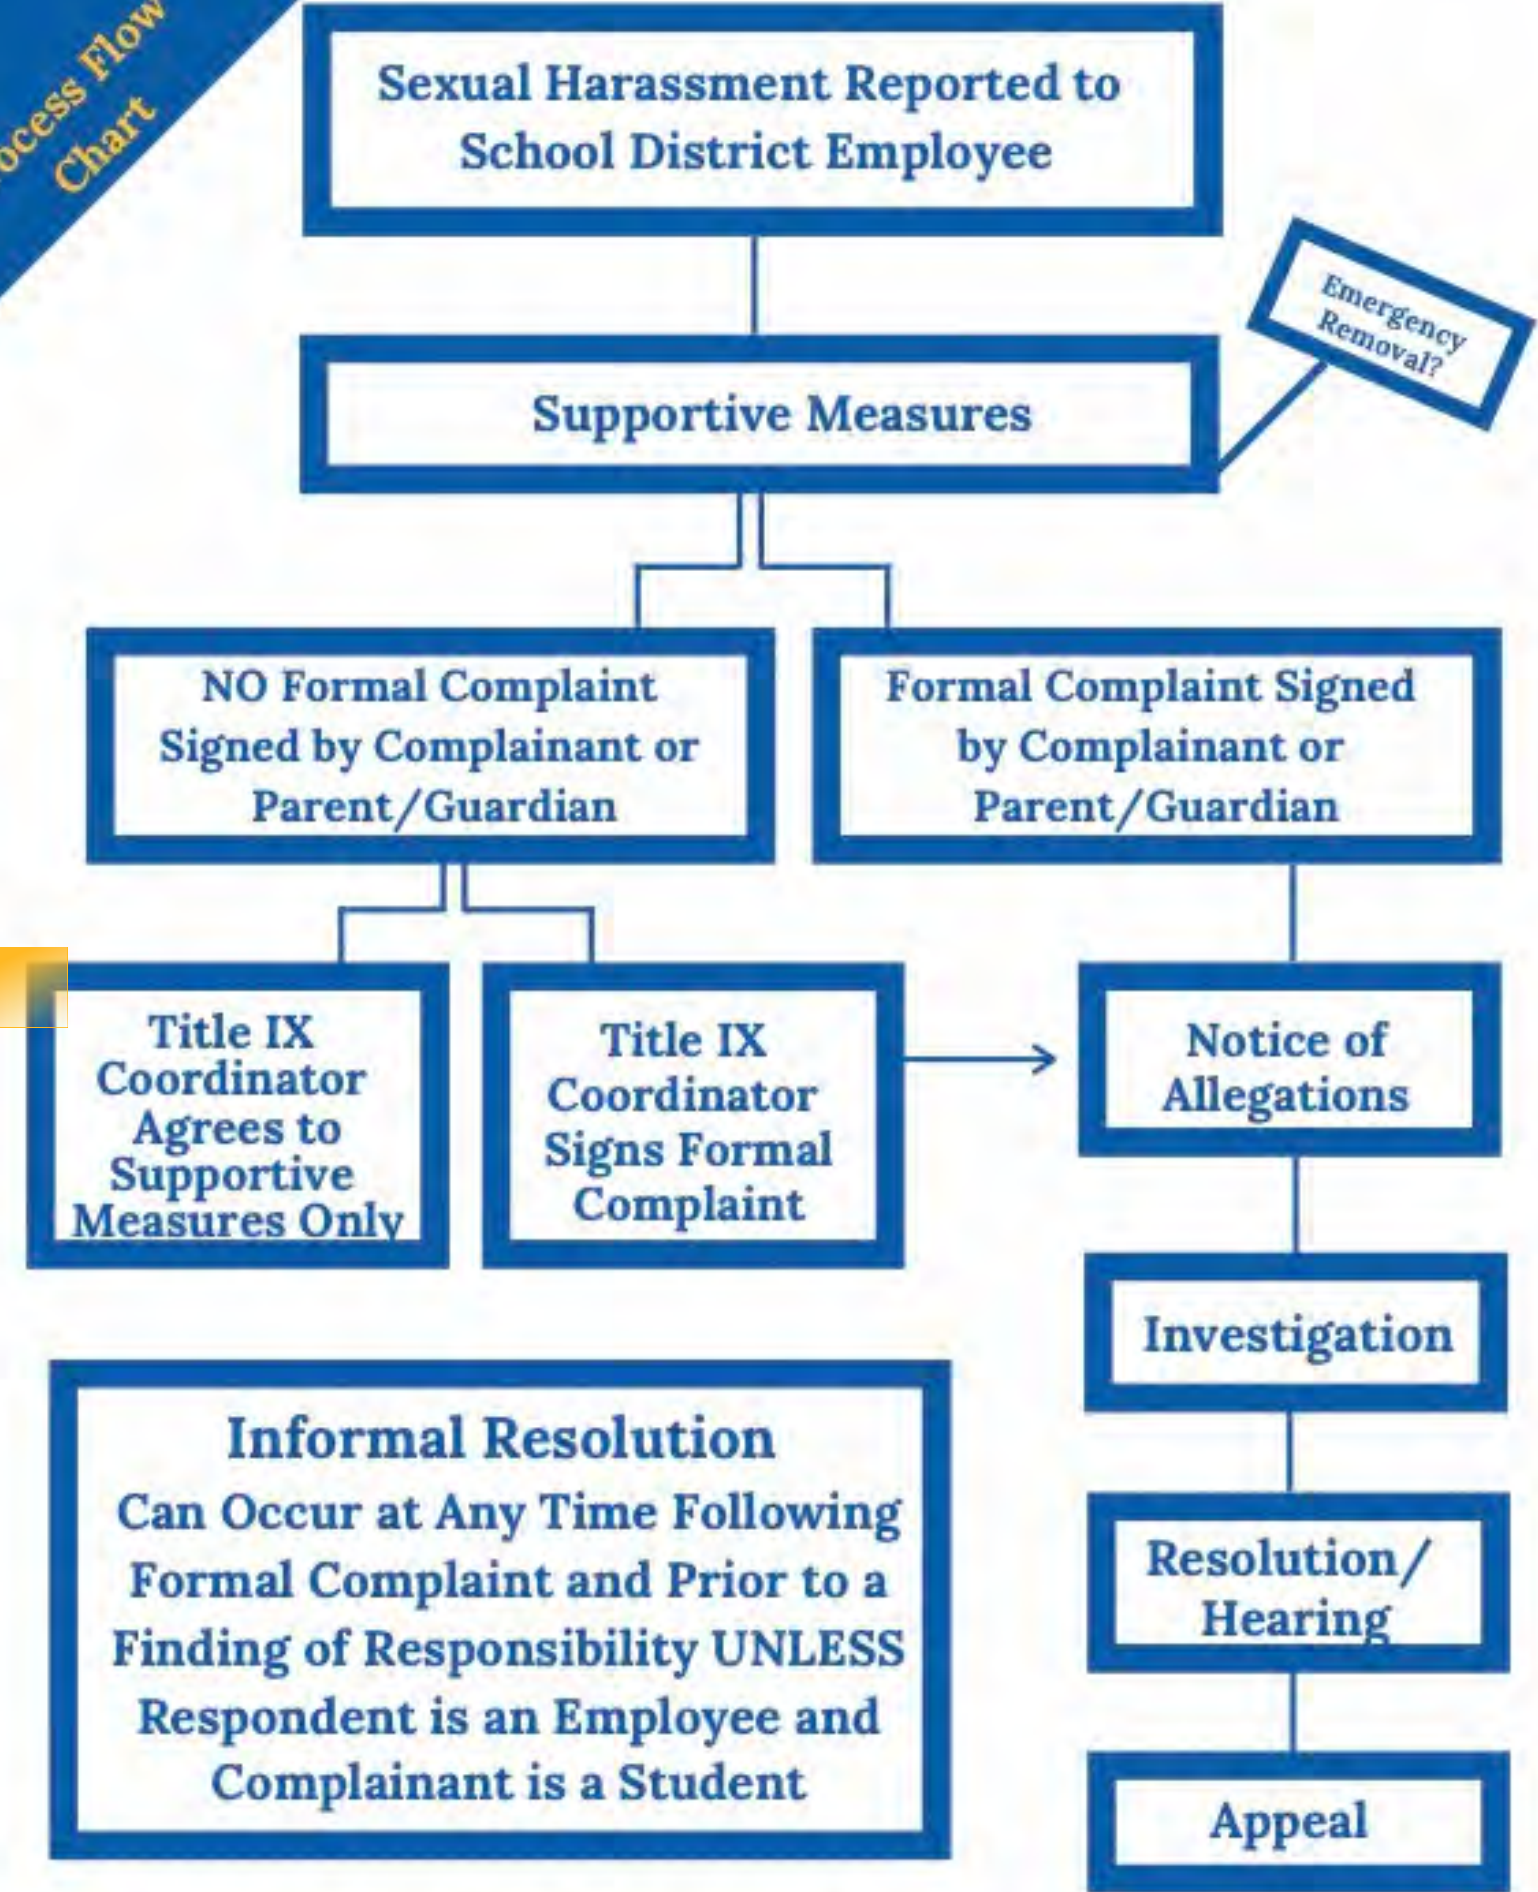 Flow
Chart
Sexual Harassment Reported to
School District Employee
Emergency
Removal?
Supportive Measures
NO Formal Complaint
Signed by Complainant or
Parent/Guardian
Formal Complaint Signed
by Complainant or
Parent/Guardian
Title IX
Coordinator
Agrees to
Supportive
Measures Only
Title IX
Coordinator
Signs Formal
Complaint
Notice of
Allegations
Investigation
Informal Resolution
Can Occur at Any Time Following
Formal Complaint and Prior to a
Finding of Responsibility UNLESS
Respondent is an Employee and
Complainant is a Student
Resolution/
Hearing
Appeal